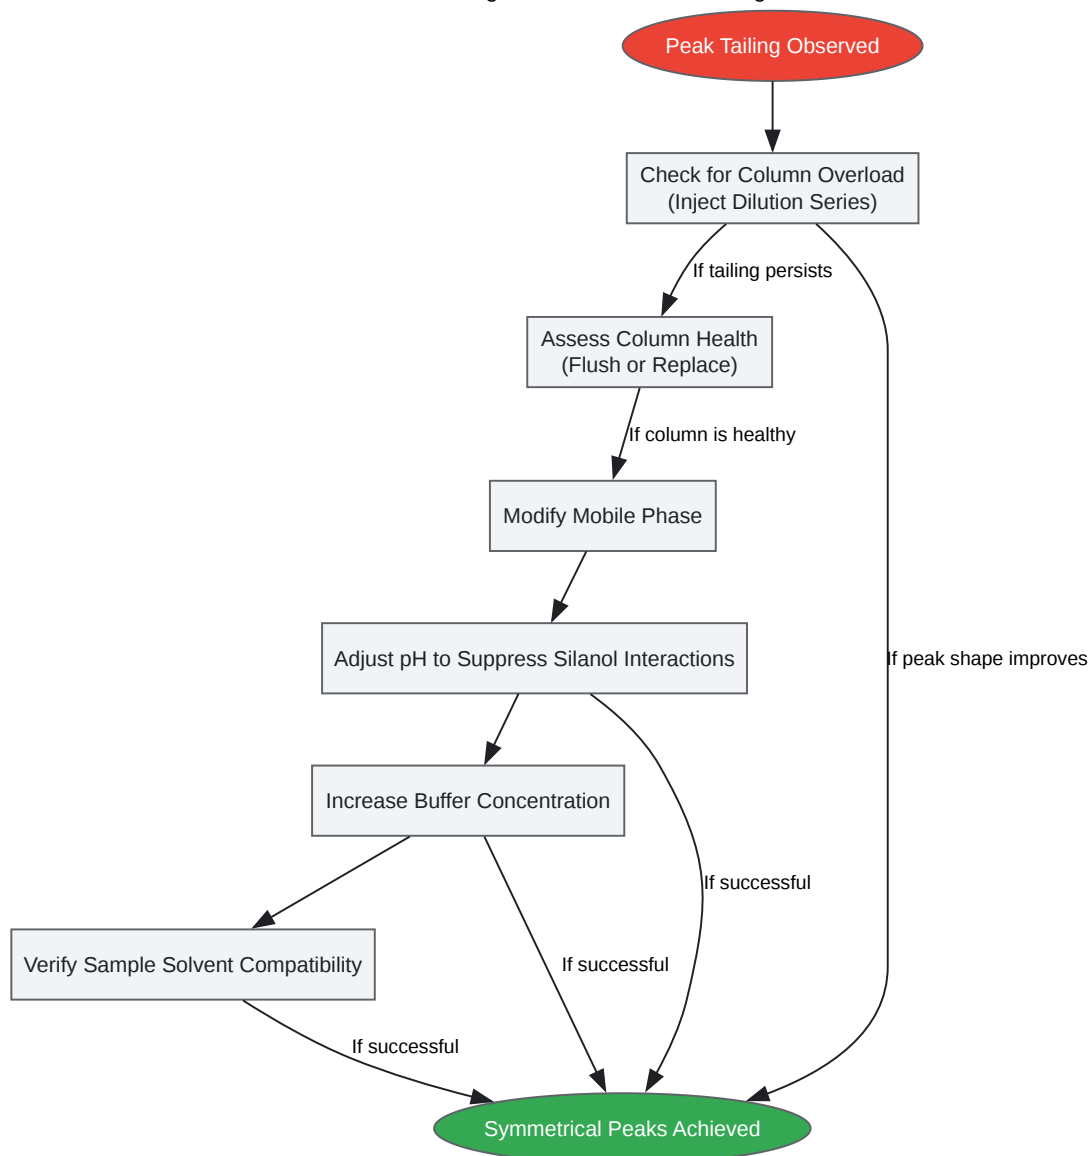 Peak Tailing Observed
Check for Column Overload
(Inject Dilution Series)
If tailing persists
Assess Column Health
(Flush or Replace)
If column is healthy
Modify Mobile Phase
Adjust pH to Suppress Silanol Interactions
If peak shape improves
Increase Buffer Concentration
If successful
Verify Sample Solvent Compatibility
If successful
If successful
Symmetrical Peaks Achieved